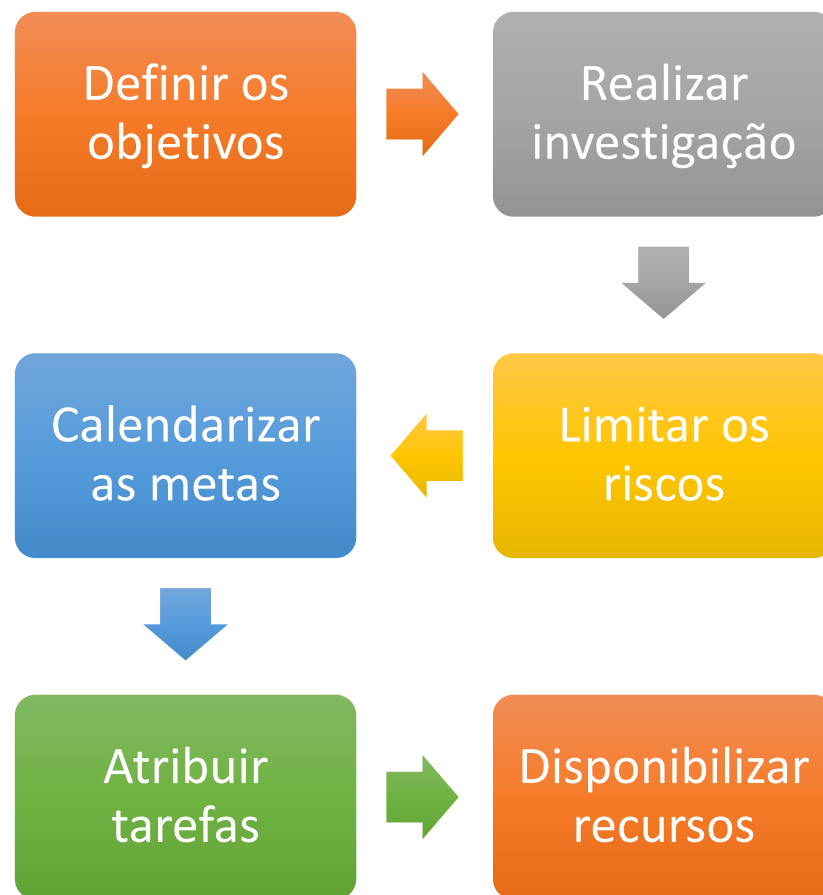 Definir os
objetivos
Realizar
investigação
Limitar os
riscos
Calendarizar
as metas
Atribuir
tarefas
Disponibilizar
recursos